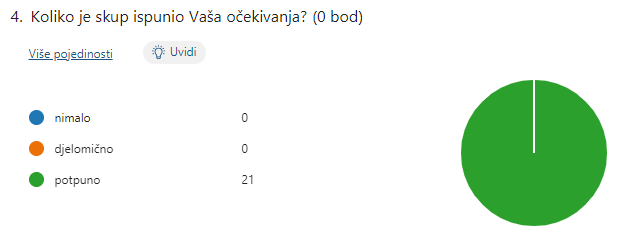 4. Koliko je skup ispunio Vaša očekivanja? (0 bod)
Više pojedinosti Uvidi
nimalo 0
djelomično 0
potpuno 21